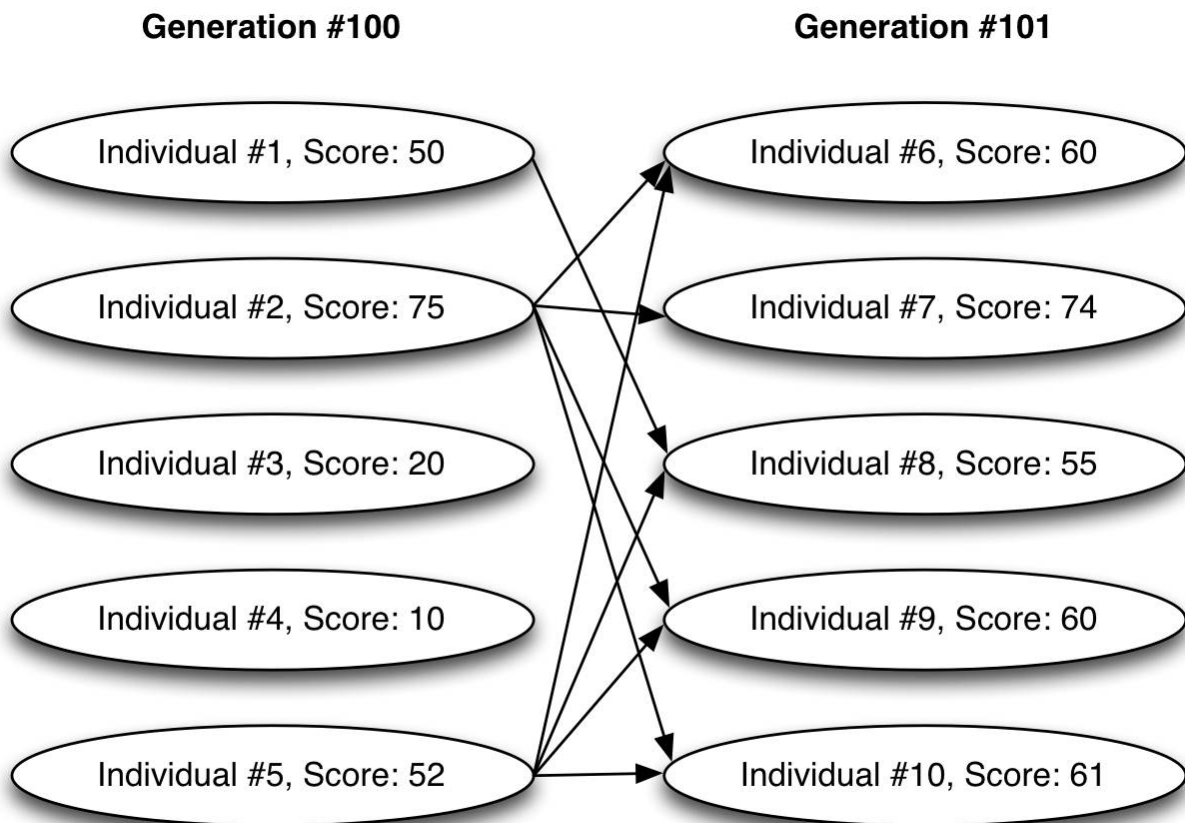 Generation #100
Generation #101
Individual #1, Score: 50
Individual #6, Score: 60
Individual #2, Score: 75
Individual #7, Score: 74
Individual #3, Score: 20
Individual #8, Score: 55
Individual #4, Score: 10
Individual #9, Score: 60
Individual #5, Score: 52
Individual #10, Score: 61